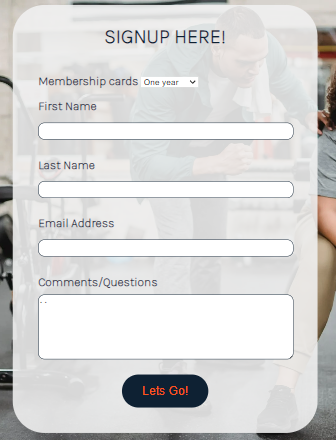 SIGNUP HERE!
Membership cards One year
First Name
Last Name
Email Address
Comments/Questions
Lets Go!